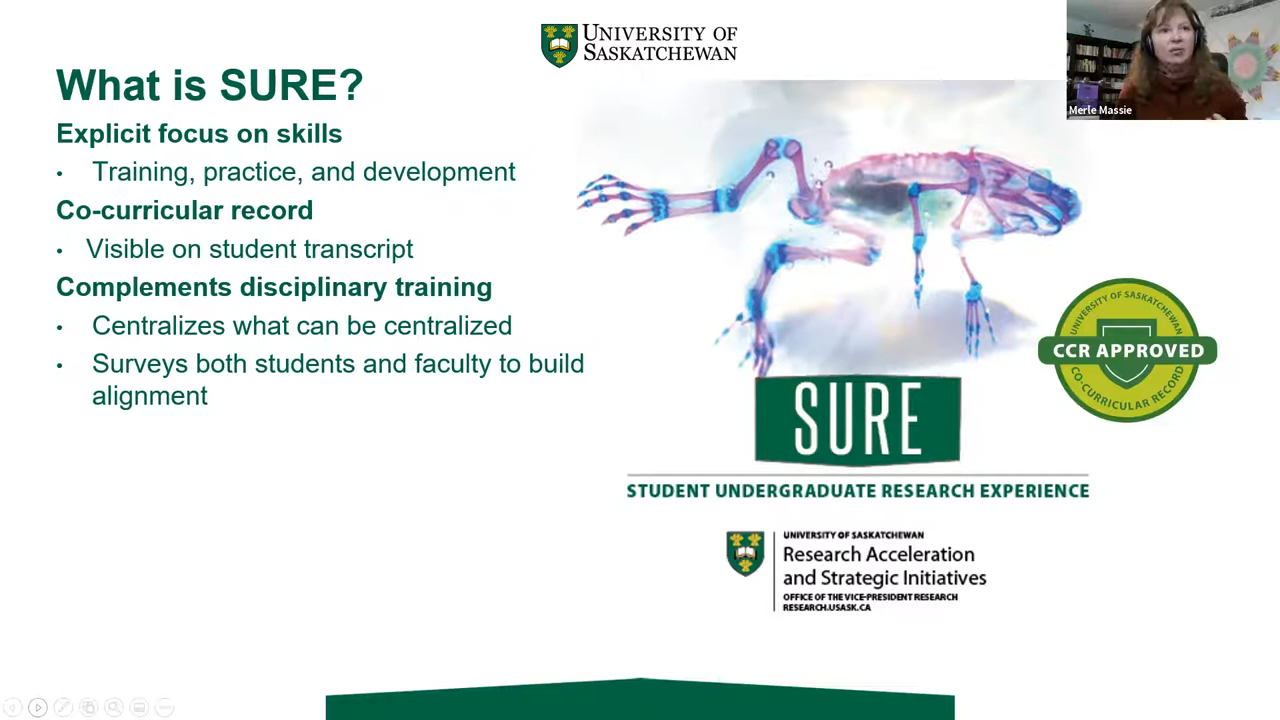 UNIVERSITY OF
SASKATCHEWAN
Merle Massie
What is SURE?
Explicit focus on skills
• Training, practice, and development
Co-curricular record
• Visible on student transcript
Complements disciplinary training
• Centralizes what can be centralized
• Surveys both students and faculty to build
alignment
UNIVERSITY OF SASKATCHEWAN
CCR APPROVED
CO-CURRICULAR RECORD
SURE
STUDENT UNDERGRADUATE RESEARCH EXPERIENCE
UNIVERSITY OF SASKATCHEWAN
Research Acceleration
and Strategic Initiatives
OFFICE OF THE VICE-PRESIDENT RESEARCH
RESEARCH.USASK.CA